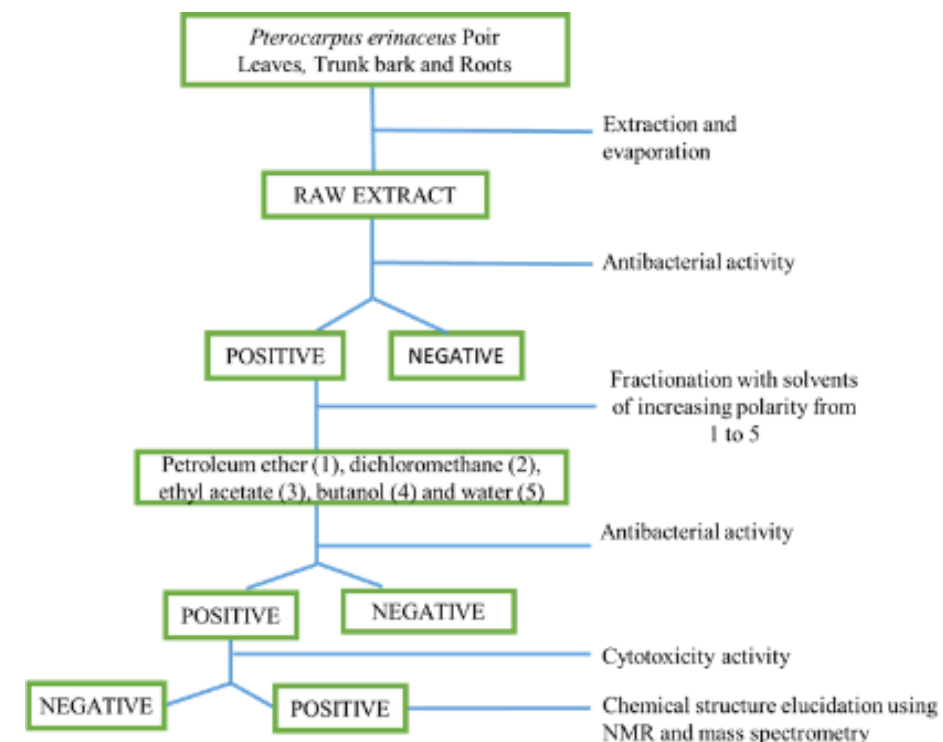 Pterocarpus erinaceus Poir
Leaves, Trunk bark and Roots
Extraction and
evaporation
RAW EXTRACT
Antibacterial activity
POSITIVE
NEGATIVE
Fractionation with solvents
of increasing polarity from
1 to 5
Petroleum ether (1), dichloromethane (2),
ethyl acetate (3), butanol (4) and water (5)
Antibacterial activity
POSITIVE
NEGATIVE
Cytotoxicity activity
NEGATIVE
POSITIVE
Chemical structure elucidation using
NMR and mass spectrometry